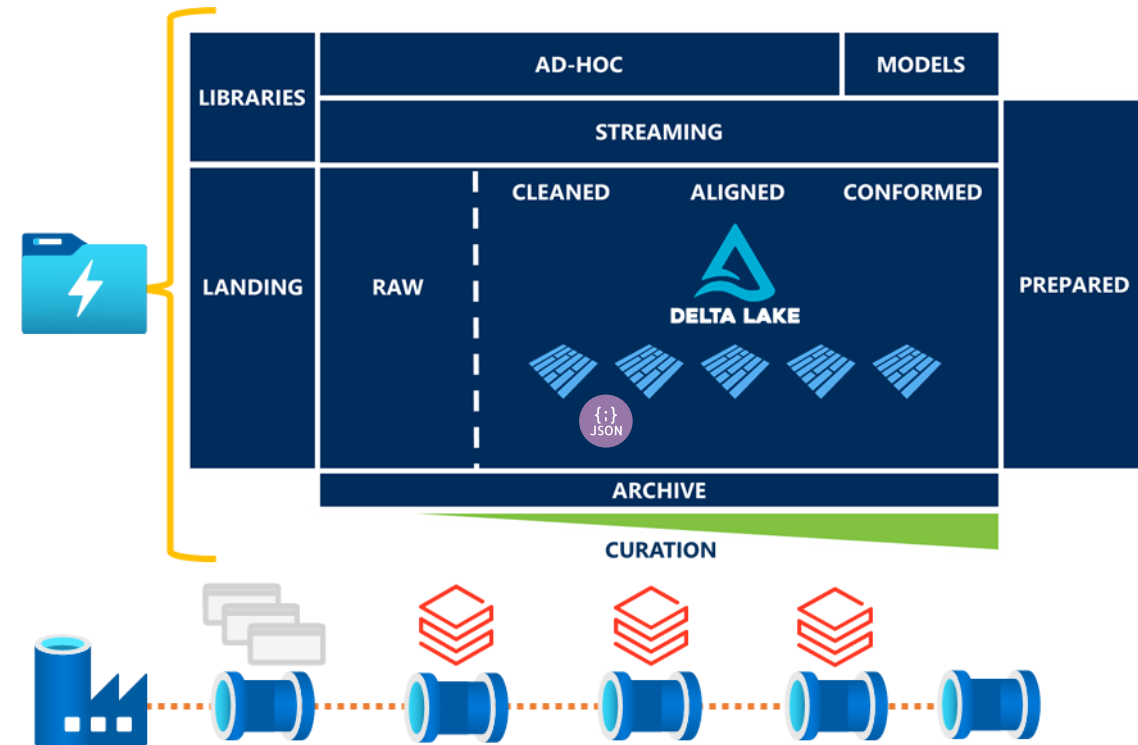 AD-HOC
MODELS
LIBRARIES
STREAMING
CLEANED
ALIGNED
CONFORMED
LANDING
RAW
PREPARED
DELTA LAKE
{;}
JSON
ARCHIVE
CURATION